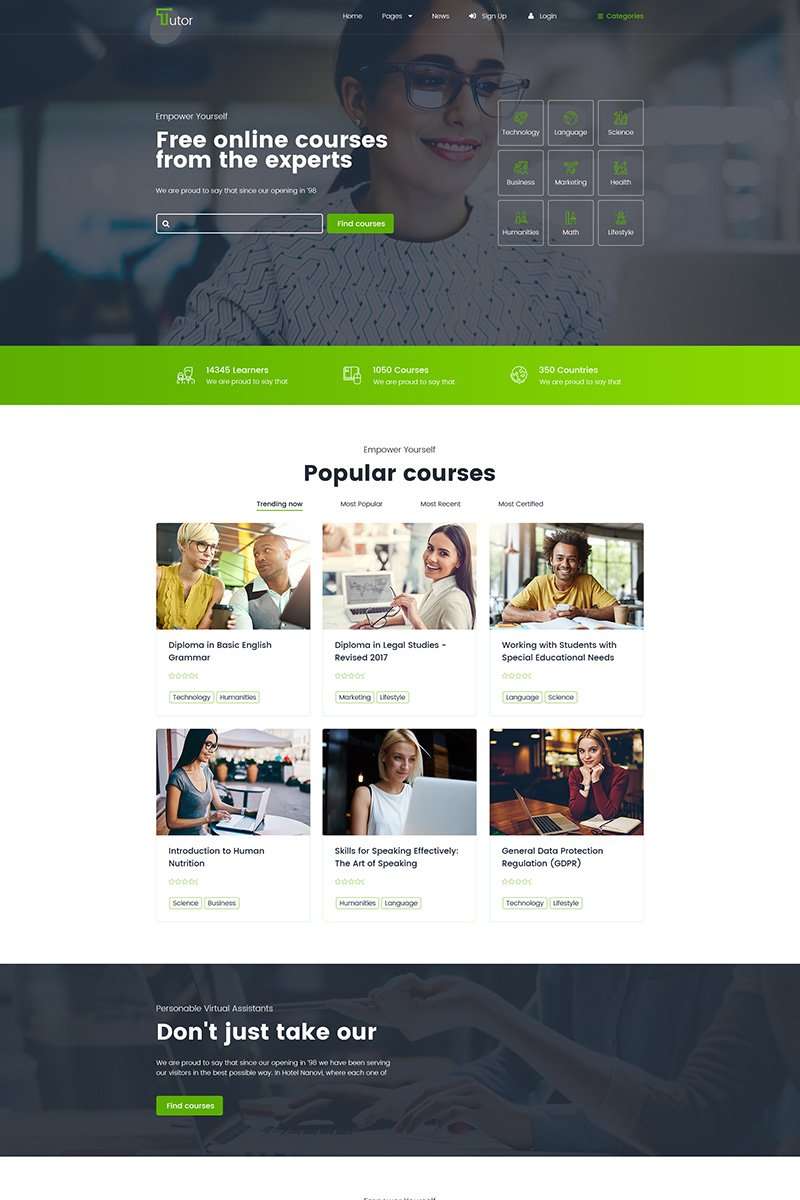 Tutor
Home Pages News Sign Up Login Categories
Empower Yourself
Free online courses
from the experts
We are proud to say that since our opening in '98
Find courses
Technology Language Science
Business Marketing Health
Humanities Math Lifestyle
14345 Learners
We are proud to say that
1050 Courses
We are proud to say that
350 Countries
We are proud to say that
Empower Yourself
Popular courses
Trending now Most Popular Most Recent Most Certified
Diploma in Basic English
Grammar
Technology Humanities
Diploma in Legal Studies -
Revised 2017
Marketing Lifestyle
Working with Students with
Special Educational Needs
Language Science
Introduction to Human
Nutrition
Science Business
Skills for Speaking Effectively:
The Art of Speaking
Humanities Language
General Data Protection
Regulation (GDPR)
Technology Lifestyle
Personable Virtual Assistants
Don't just take our
We are proud to say that since our opening in '98 we have been serving
our visitors in the best possible way. In Hotel Nanovi, where each one of
Find courses